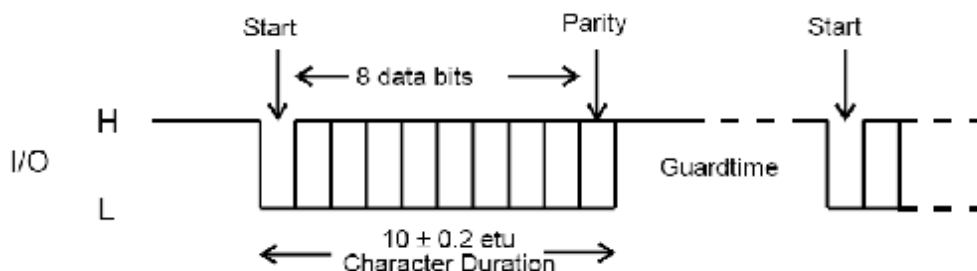 Start
Parity
Start
8 data bits
H
I/O
Guardtime
L
10 ± 0.2 etu
Character Duration